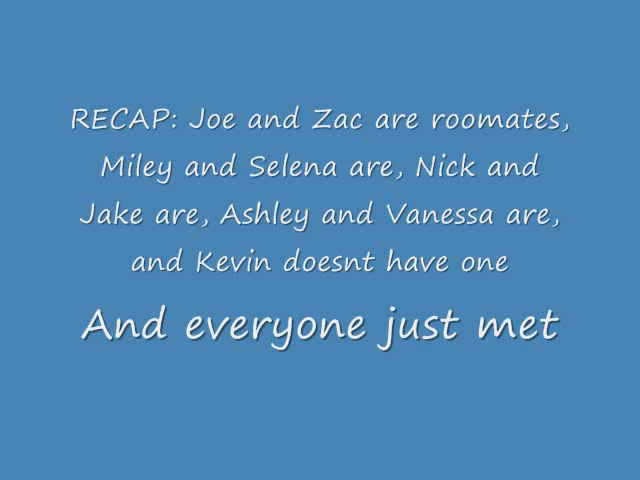 RECAP: Joe and Zac are roomates,
Miley and Selena are, Nick and
Jake are, Ashley and Vanessa are,
and Kevin doesnt have one
And everyone just met